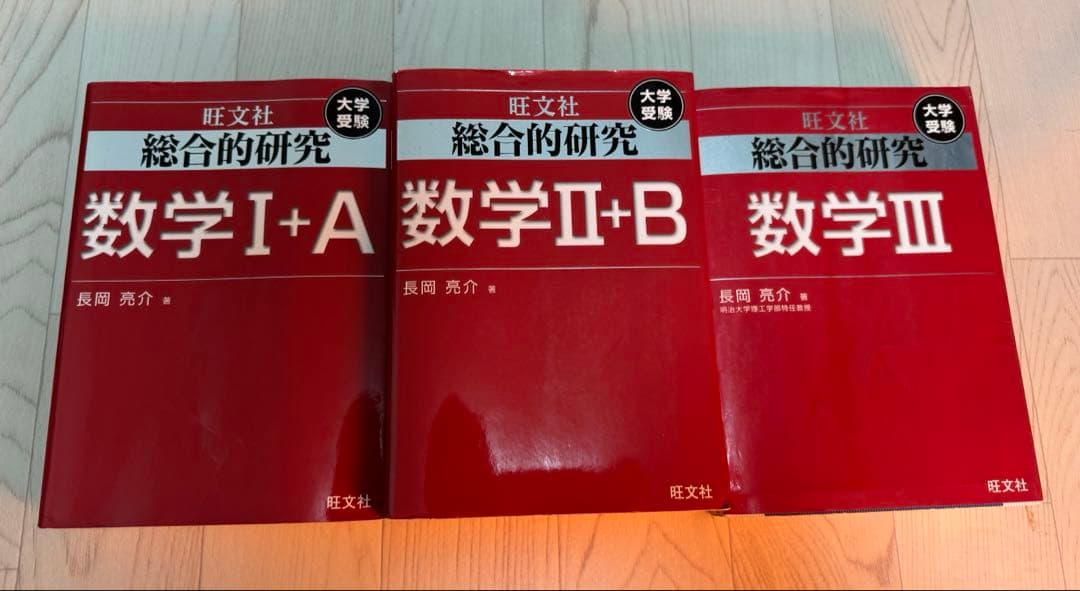 旺文社
大学
受験
総合的研究
数学I+A
長岡 亮介 著
旺文社
旺文社
大学
受験
総合的研究
数学II+B
長岡 亮介 著
旺文社
旺文社
大学
受験
総合的研究
数学III
長岡 亮介 著
明治大学理工学部特任教授
旺文社